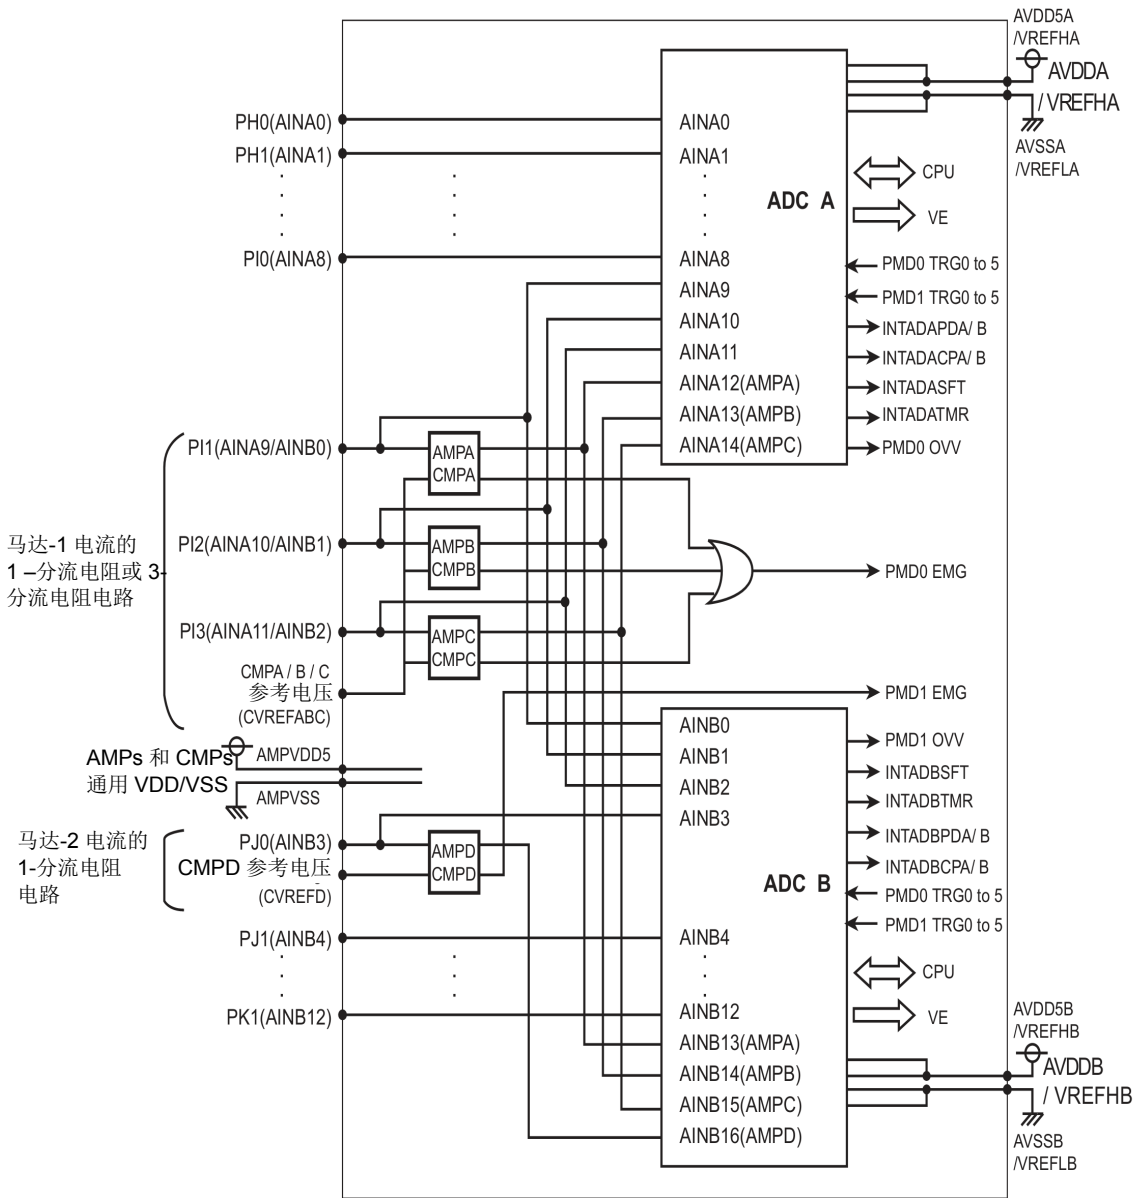 AVDD5A
/VREFHA
AVDDA
/ VREFHA
AVSSA
/VREFLA
PH0(AINA0)
PH1(AINA1)
PI0(AINA8)
AINA0
AINA1
ADC A
AINA8
AINA9
AINA10
AINA11
AINA12(AMPA)
AINA13(AMPB)
AINA14(AMPC)
CPU
VE
PMD0 TRG0 to 5
PMD1 TRG0 to 5
INTADAPDA/ B
INTADACPA/ B
INTADASFT
INTADATMR
PMD0 OVV
马达-1 电流的
1 –分流电阻或 3-
分流电阻电路
PI1(AINA9/AINB0)
AMPA
CMPA
PI2(AINA10/AINB1)
AMPB
CMPB
PI3(AINA11/AINB2)
AMPC
CMPC
CMPA / B / C
参考电压
(CVREFABC)
PMD0 EMG
PMD1 EMG
AMPs 和 CMPs
通用 VDD/VSS
AMPVDD5
AMPVSS
马达-2 电流的
1-分流电阻
电路
PJ0(AINB3)
CMPD 参考电压
(CVREFD)
AMPD
CMPD
PJ1(AINB4)
PK1(AINB12)
AINB0
AINB1
AINB2
AINB3
ADC B
AINB4
AINB12
AINB13(AMPA)
AINB14(AMPB)
AINB15(AMPC)
AINB16(AMPD)
PMD1 OVV
INTADBSFT
INTADBTMR
INTADBPDA/ B
INTADBCPA/ B
PMD0 TRG0 to 5
PMD1 TRG0 to 5
CPU
VE
AVDD5B
/VREFHB
AVDDB
/ VREFHB
AVSSB
/VREFLB